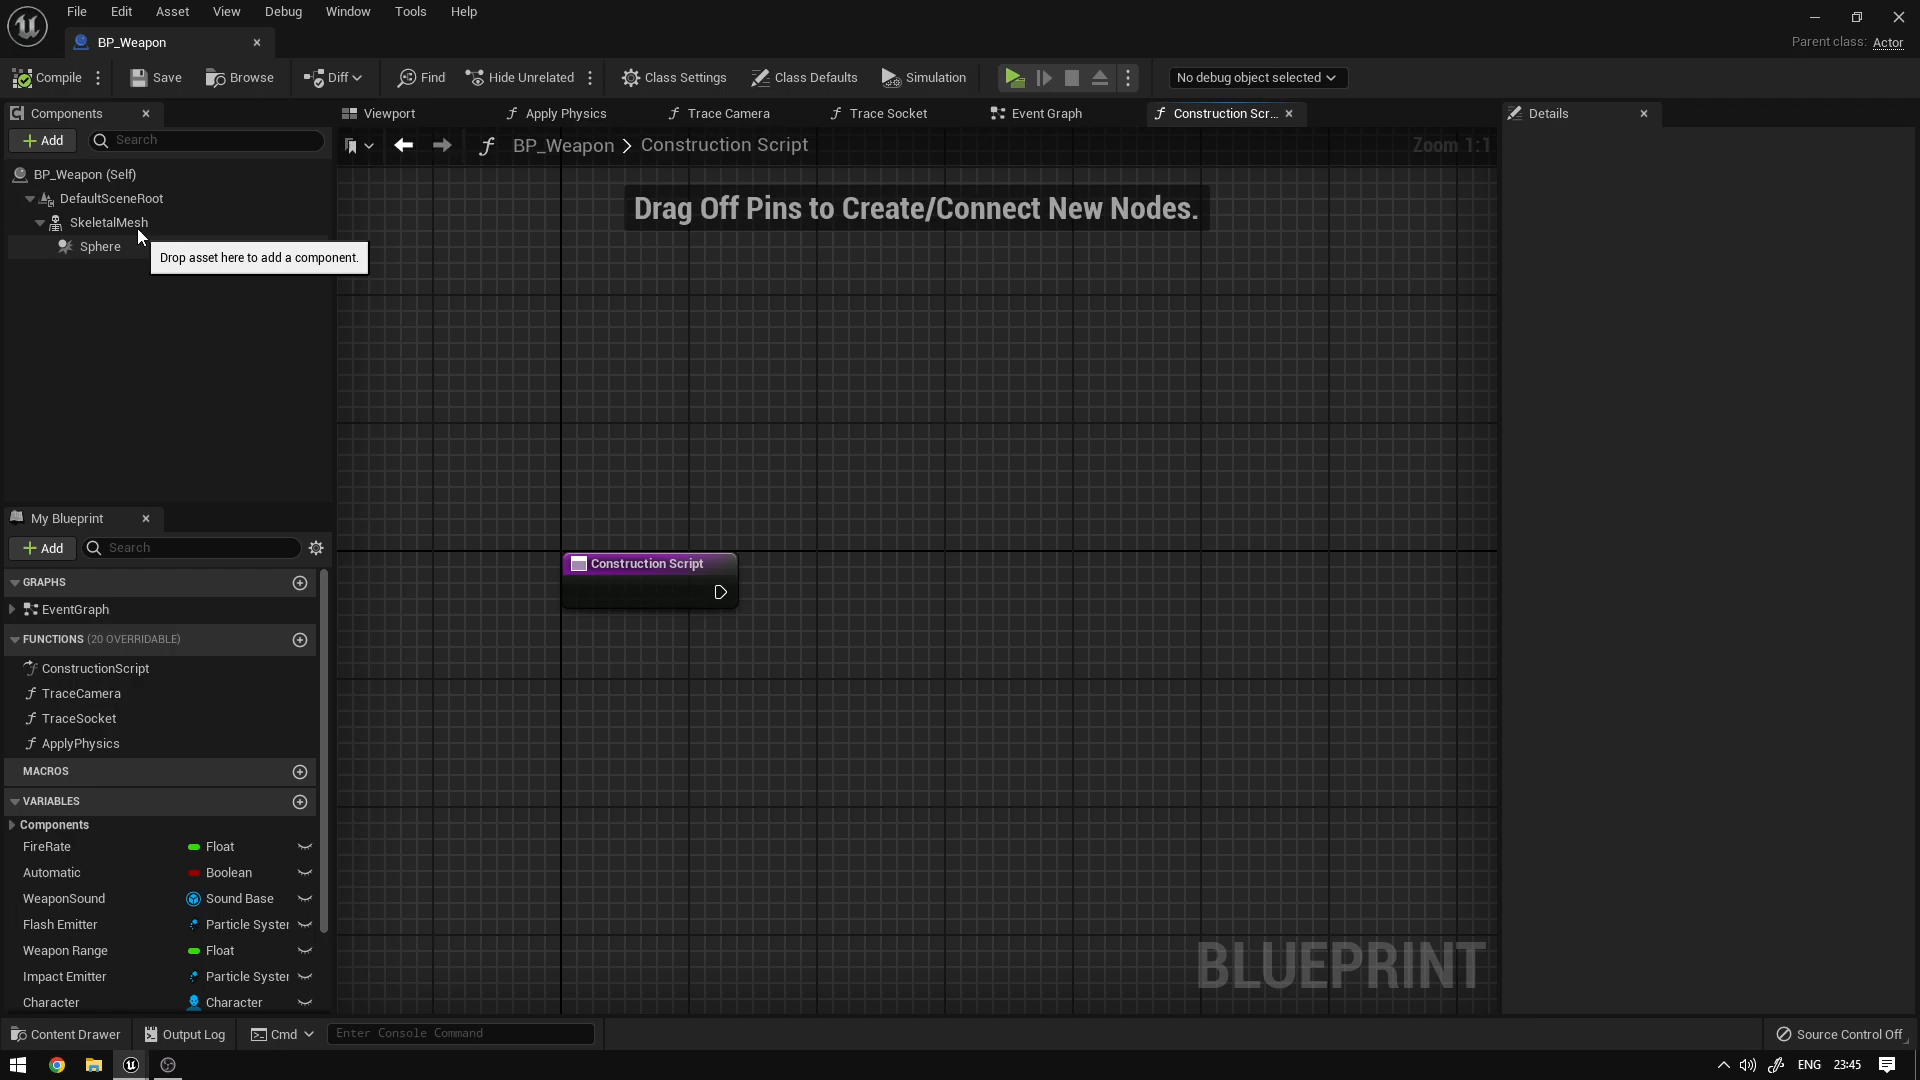 File Edit Asset View Debug Window Tools Help
BP_Weapon
Parent class: Actor
Compile Save Browse Diff Find Hide Unrelated Class Settings Class Defaults Simulation No debug object selected
Components
Viewport Apply Physics Trace Camera Trace Socket Event Graph Construction Scr...
Details
Add Search
BP_Weapon > Construction Script
Zoom 1:1
BP_Weapon (Self)
DefaultSceneRoot
SkeletalMesh
Sphere
Drop asset here to add a component.
Drag Off Pins to Create/Connect New Nodes.
My Blueprint
Add Search
GRAPHS
EventGraph
FUNCTIONS (20 OVERRIDABLE)
ConstructionScript
TraceCamera
TraceSocket
ApplyPhysics
MACROS
VARIABLES
Components
FireRate Float
Automatic Boolean
WeaponSound Sound Base
Flash Emitter Particle Syster
Weapon Range Float
Impact Emitter Particle Syster
Character Character
Construction Script
BLUEPRINT
Content Drawer Output Log Cmd Enter Console Command
Source Control Off
ENG 23:45